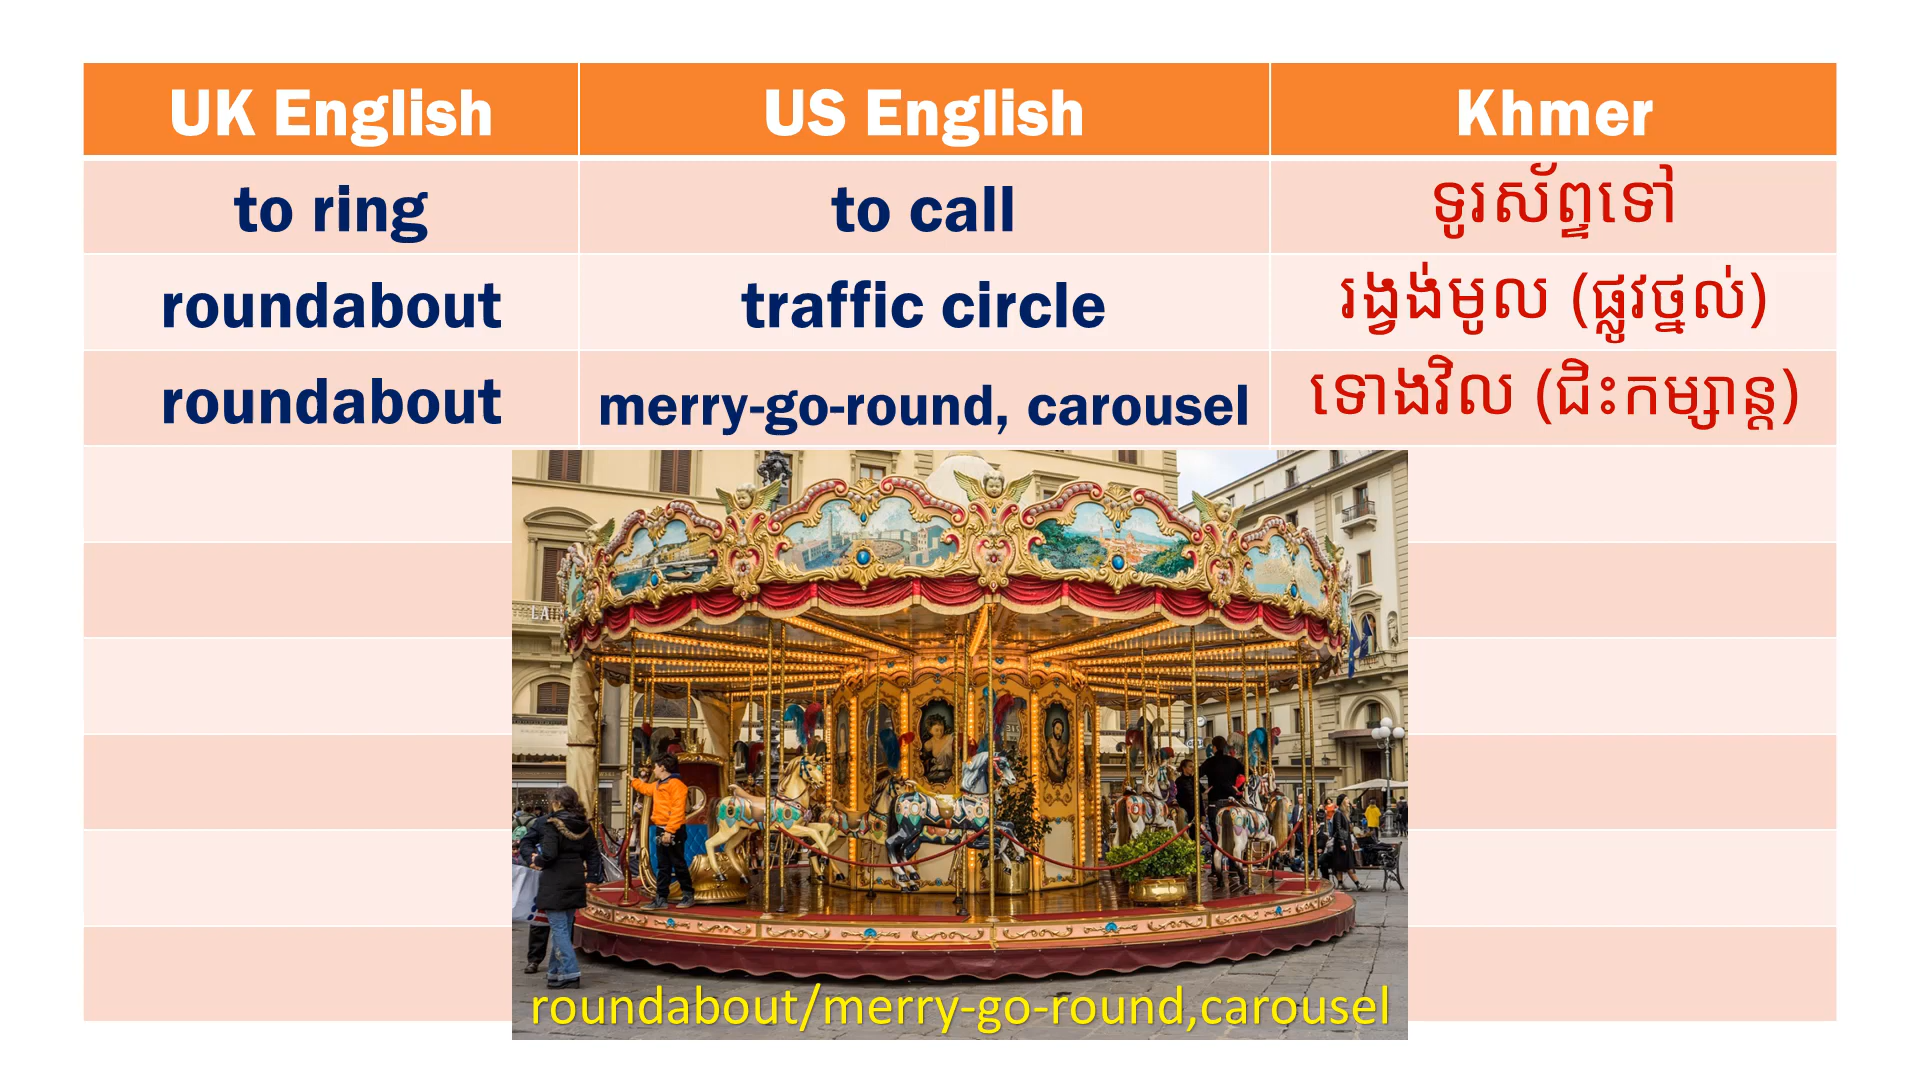 UK English US English Khmer
to ring to call ទូរស័ព្ទទៅ
roundabout traffic circle រង្វង់មូល (ផ្លូវថ្នល់)
roundabout merry-go-round, carousel ទោងវិល (ជិះកម្សាន្ត)
LA
roundabout/merry-go-round,carousel